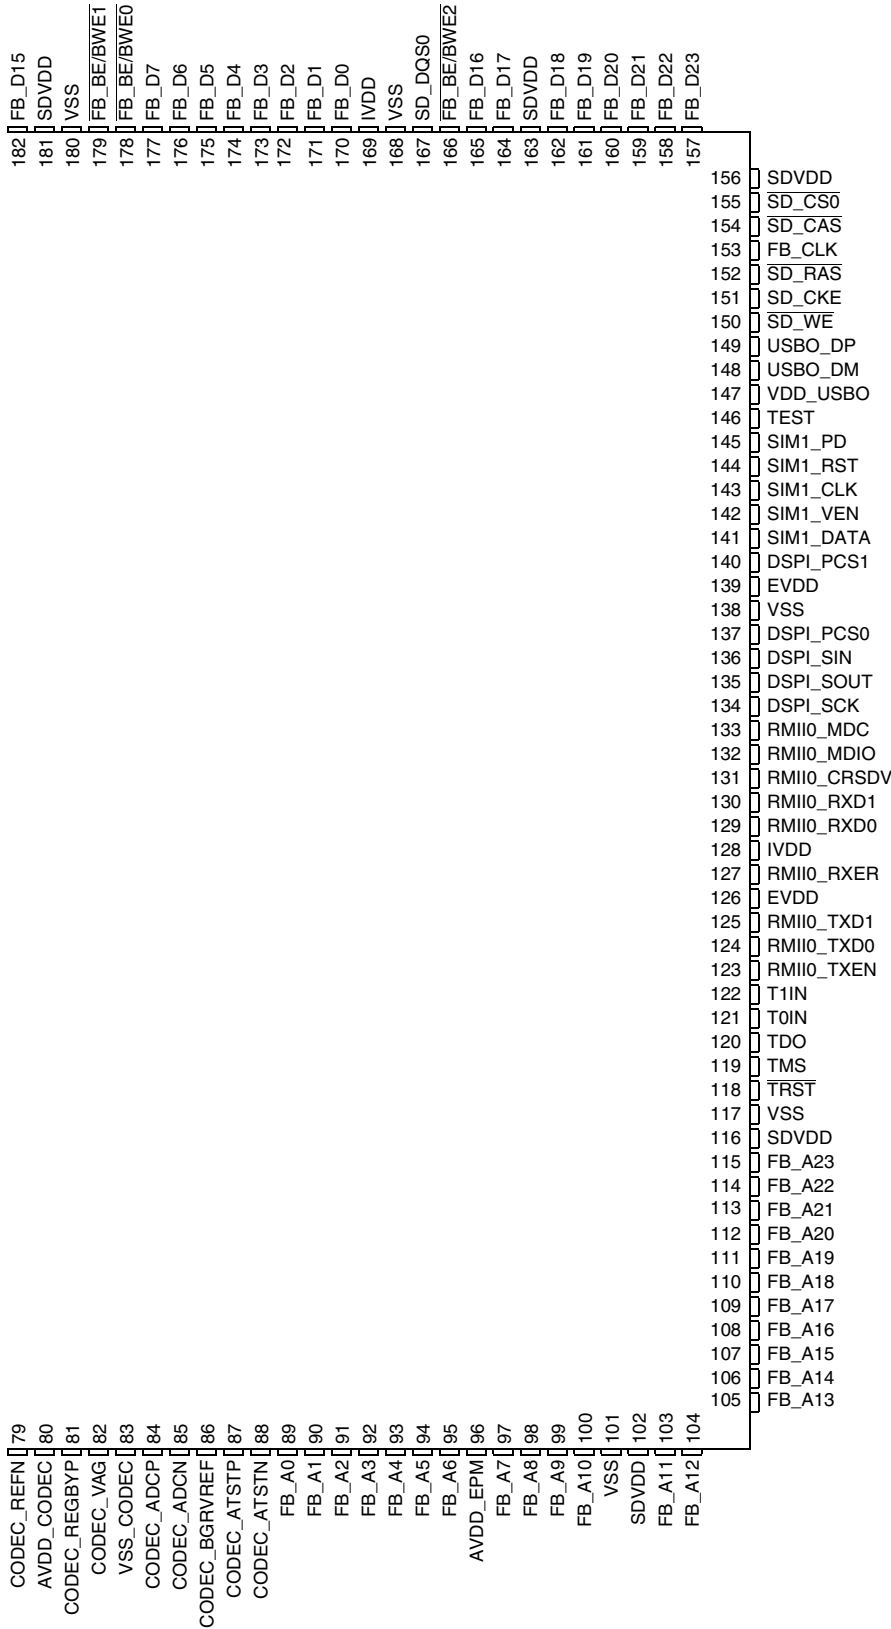 182 FB_D15
181 SDVDD
180 VSS
179 FB_BE/BWE1
178 FB_BE/BWE0
177 FB_D7
176 FB_D6
175 FB_D5
174 FB_D4
173 FB_D3
172 FB_D2
171 FB_D1
170 FB_D0
169 IVDD
168 VSS
167 SD_DQS0
166 FB_BE/BWE2
165 FB_D16
164 FB_D17
163 SDVDD
162 FB_D18
161 FB_D19
160 FB_D20
159 FB_D21
158 FB_D22
157 FB_D23
156 SDVDD
155 SD_CS0
154 SD_CAS
153 FB_CLK
152 SD_RAS
151 SD_CKE
150 SD_WE
149 USBO_DP
148 USBO_DM
147 VDD_USBO
146 TEST
145 SIM1_PD
144 SIM1_RST
143 SIM1_CLK
142 SIM1_VEN
141 SIM1_DATA
140 DSPI_PCS1
139 EVDD
138 VSS
137 DSPI_PCS0
136 DSPI_SIN
135 DSPI_SOUT
134 DSPI_SCK
133 RMII0_MDC
132 RMII0_MDIO
131 RMII0_CRSDV
130 RMII0_RXD1
129 RMII0_RXD0
128 IVDD
127 RMII0_RXER
126 EVDD
125 RMII0_TXD1
124 RMII0_TXD0
123 RMII0_TXEN
122 T1IN
121 T0IN
120 TDO
119 TMS
118 TRST
117 VSS
116 SDVDD
115 FB_A23
114 FB_A22
113 FB_A21
112 FB_A20
111 FB_A19
110 FB_A18
109 FB_A17
108 FB_A16
107 FB_A15
106 FB_A14
105 FB_A13
CODEC_REFN 79
AVDD_CODEC 80
CODEC_REGBYP 81
CODEC_VAG 82
VSS_CODEC 83
CODEC_ADCP 84
CODEC_ADCN 85
CODEC_BGRVREF 86
CODEC_ATSTP 87
CODEC_ATSTN 88
FB_A0 89
FB_A1 90
FB_A2 91
FB_A3 92
FB_A4 93
FB_A5 94
FB_A6 95
AVDD_EPM 96
FB_A7 97
FB_A8 98
FB_A9 99
FB_A10 100
VSS 101
SDVDD 102
FB_A11 103
FB_A12 104